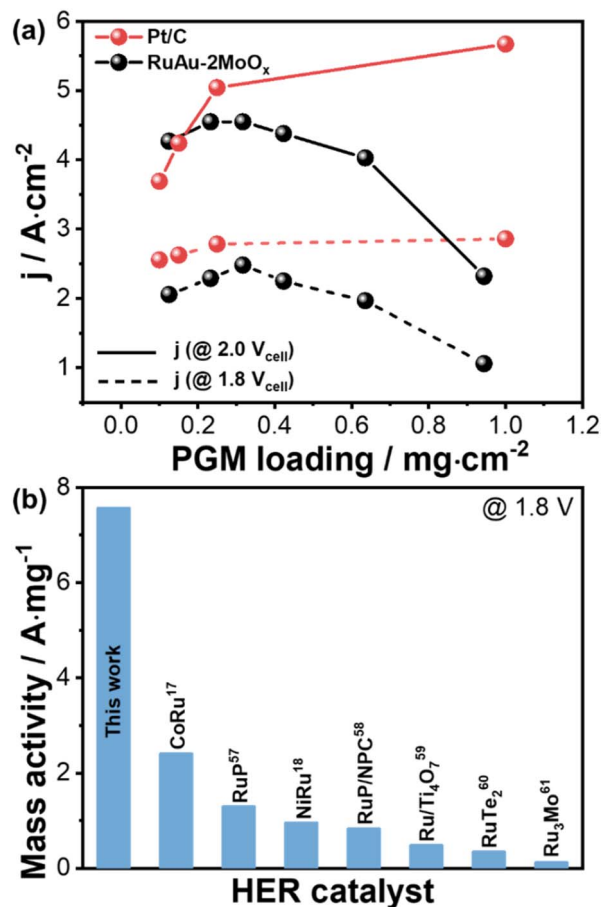 (a)
Pt/C
RuAu-2MoOₓ
j / A·cm⁻²
6
5
4
3
2
1
j (@ 2.0 V_cell)
j (@ 1.8 V_cell)
0.0 0.2 0.4 0.6 0.8 1.0 1.2
PGM loading / mg·cm⁻²
(b)
@ 1.8 V
Mass activity / A·mg⁻¹
8
6
4
2
0
This work
CoRu¹⁷
RuP⁵⁷
NiRu¹⁸
RuP/NPC⁵⁸
Ru/Ti₄O₇⁵⁹
RuTe₂⁶⁰
Ru₃Mo⁶¹
HER catalyst